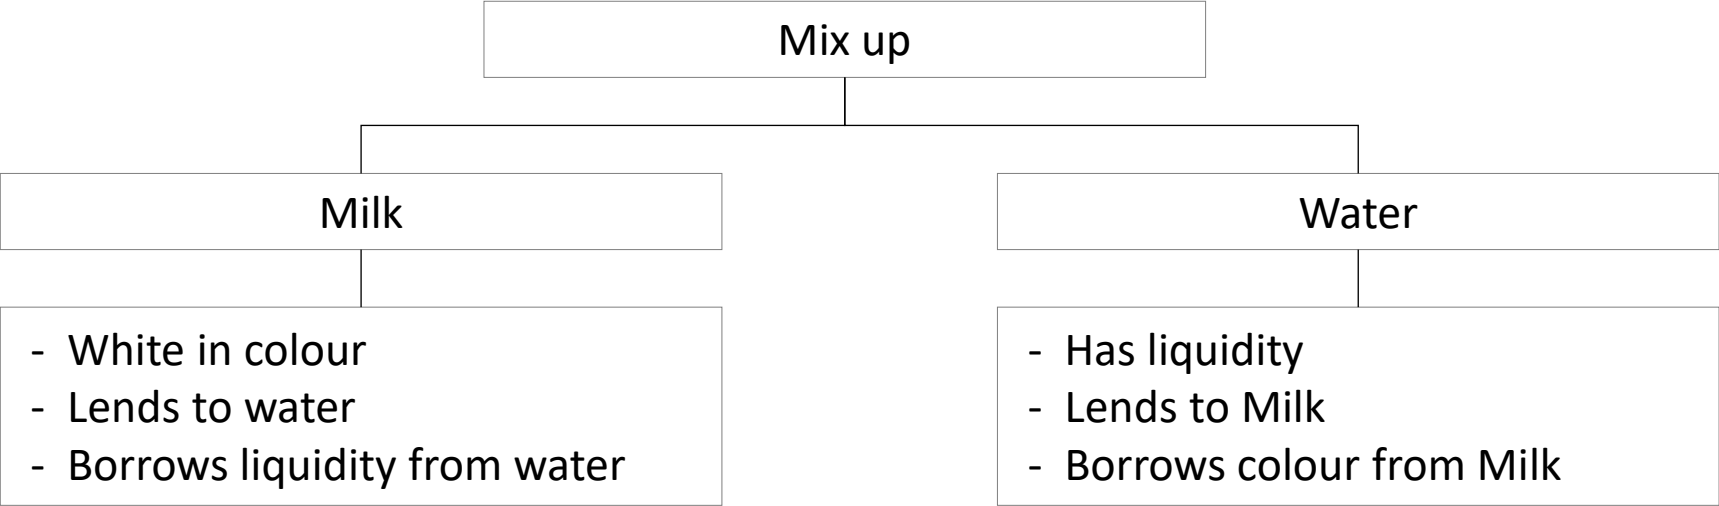 Mix up
Milk
Water
- White in colour
- Lends to water
- Borrows liquidity from water
- Has liquidity
- Lends to Milk
- Borrows colour from Milk